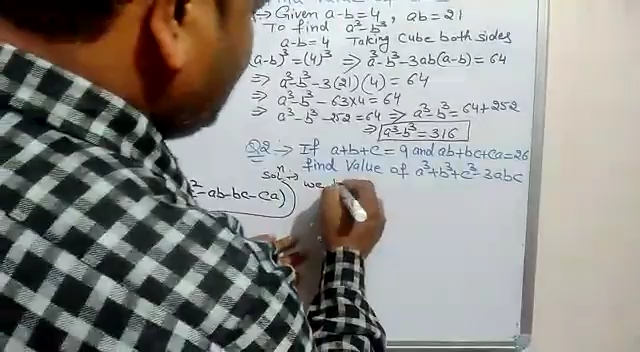 Given a-b=4, ab=21
To find a³-b³
a-b=4 Taking Cube both sides
(a-b)³=(4)³ ⇒ a³-b³-3ab(a-b)=64
⇒ a³-b³-3(21)(4)=64
⇒ a³-b³-63×4=64
⇒ a³-b³-252=64 ⇒ a³-b³=64+252
⇒ a³-b³=316
Q2 :→ If a+b+c=9 and ab+bc+ca=26
find Value of a³+b³+c³-3abc
Solⁿ → we
²-ab-bc-ca)